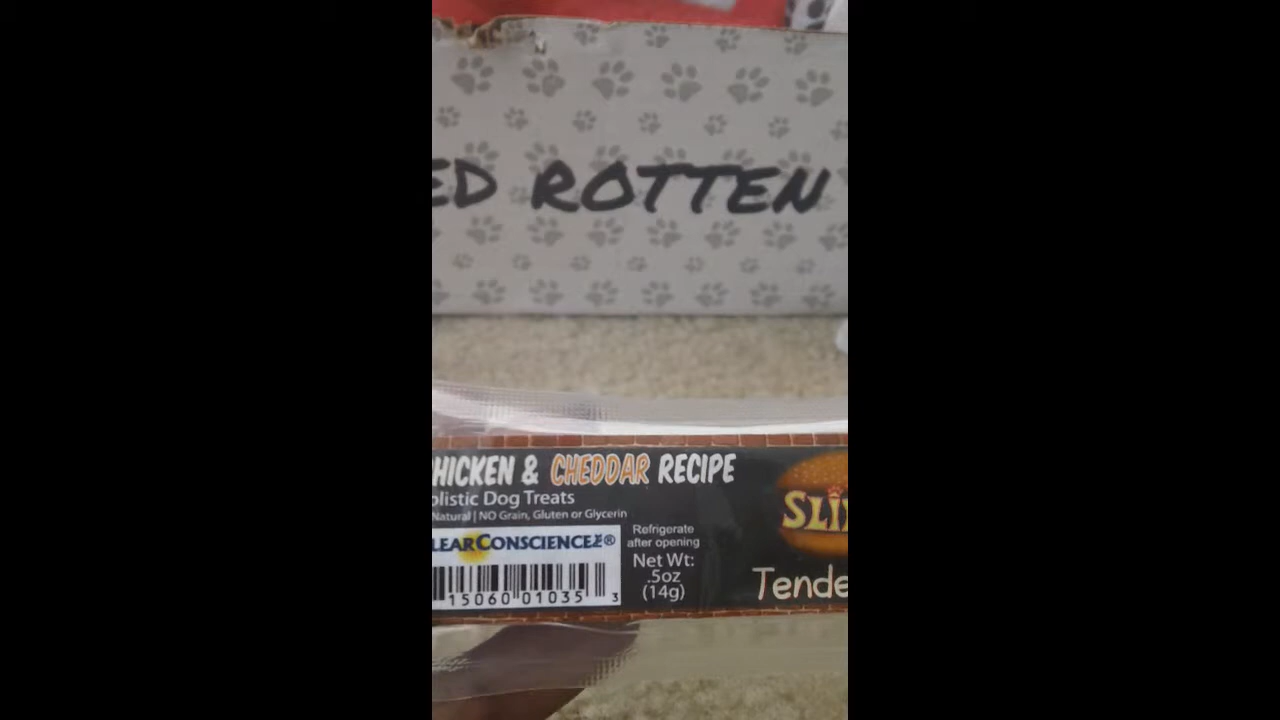 ED ROTTEN
HICKEN & CHEDDAR RECIPE
olistic Dog Treats
Natural | NO Grain, Gluten or Glycerin
LEARCONSCIENCE
Refrigerate
after opening
Net Wt:
.5oz
(14g)
15060 01035 3
SLI
Tende